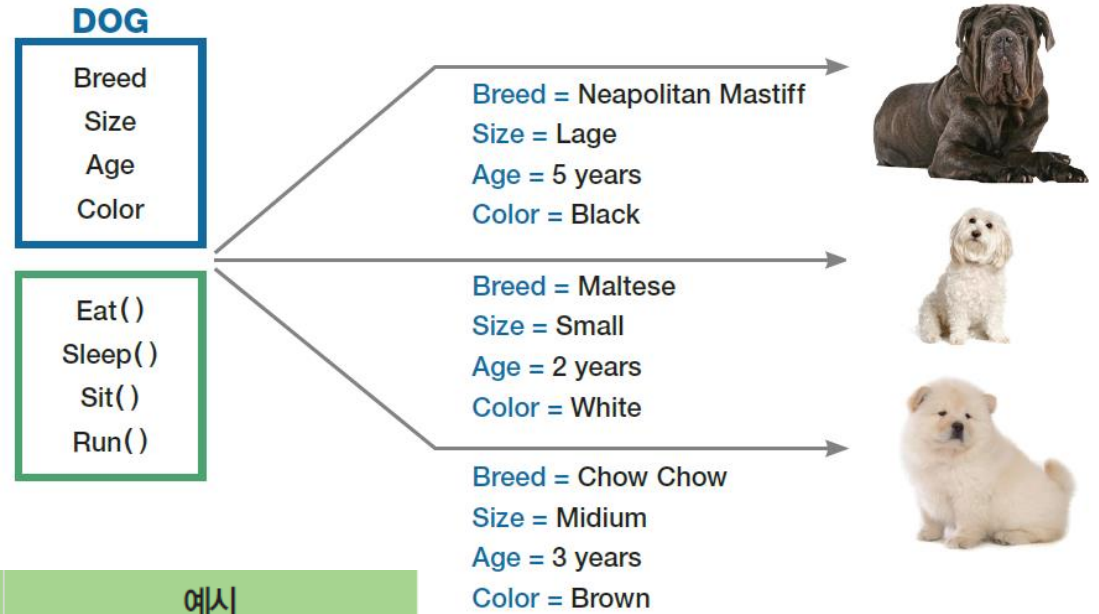 DOG
Breed
Size
Age
Color
Eat( )
Sleep( )
Sit( )
Run( )
Breed = Neapolitan Mastiff
Size = Lage
Age = 5 years
Color = Black
Breed = Maltese
Size = Small
Age = 2 years
Color = White
Breed = Chow Chow
Size = Midium
Age = 3 years
Color = Brown
예시